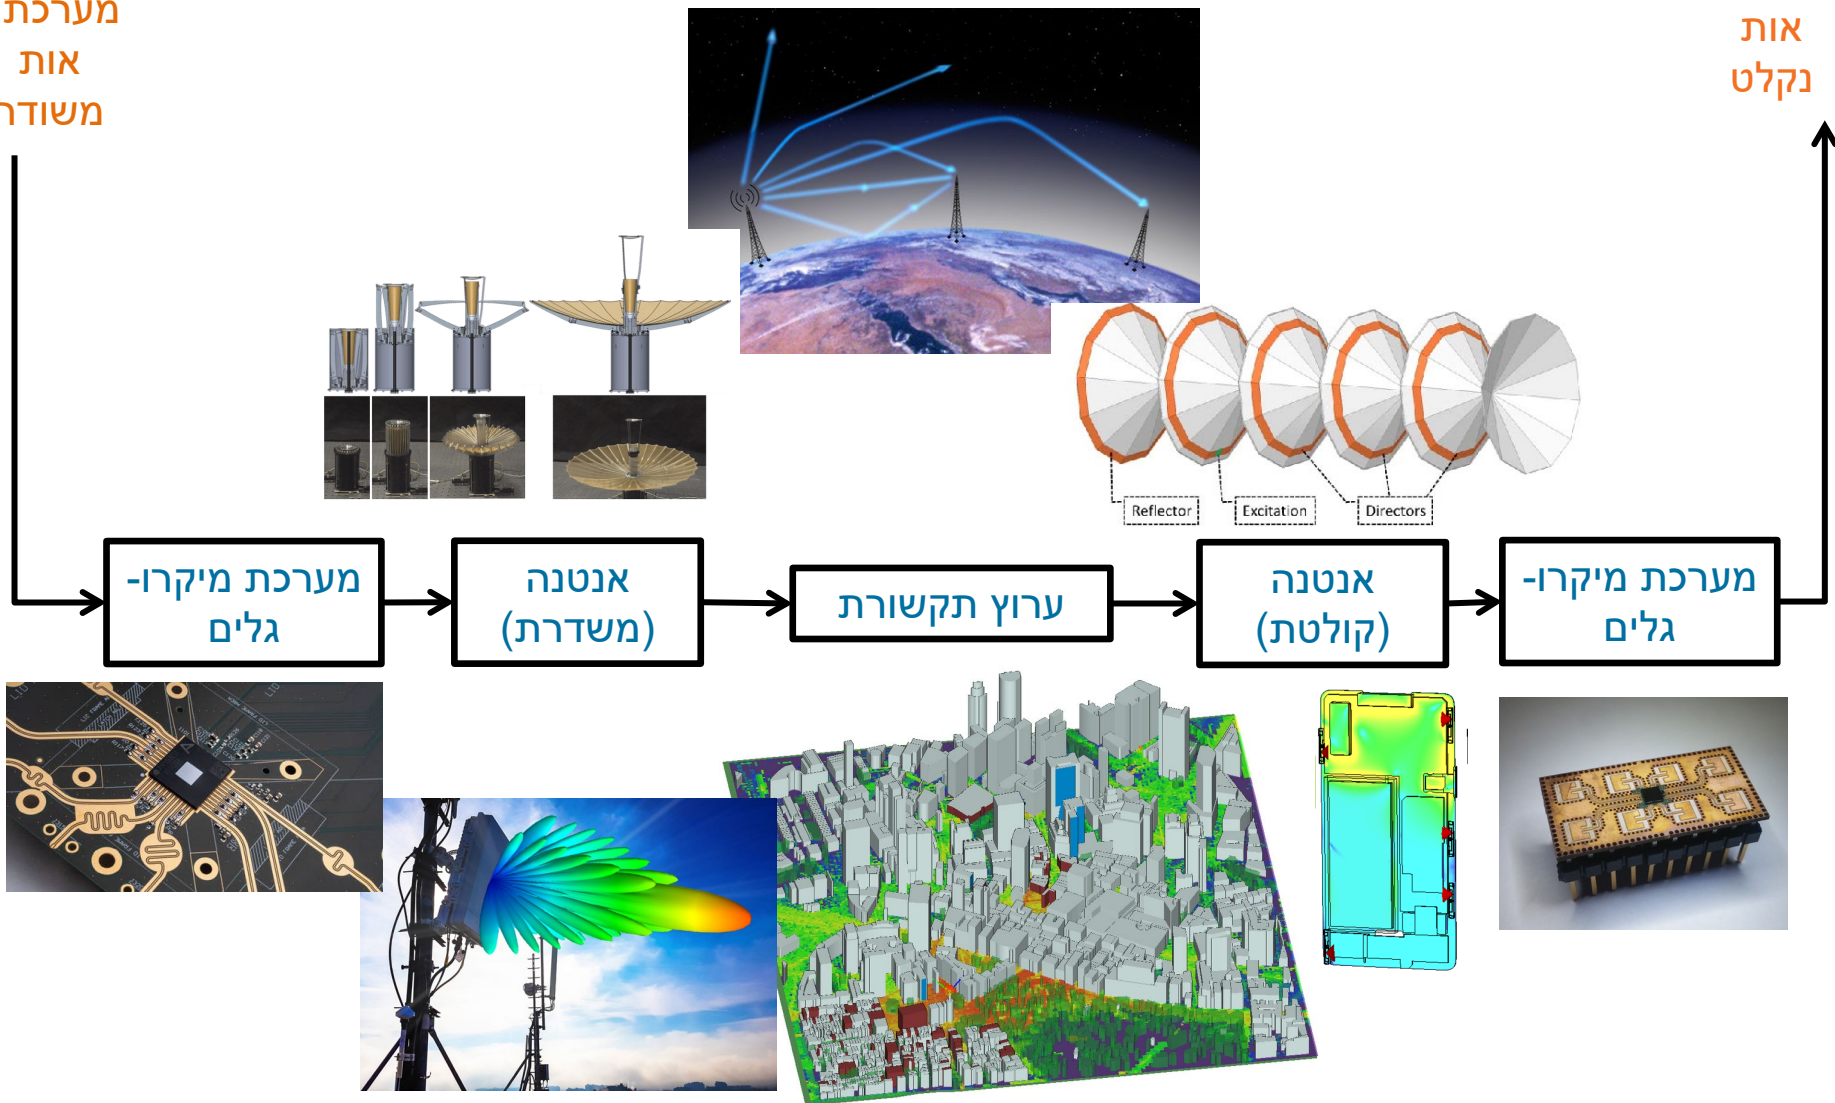 מערכת
אות
משודר
אות
נקלט
Reflector
Excitation
Directors
מערכת מיקרו-
גלים
אנטנה
(משדרת)
ערוץ תקשורת
אנטנה
(קולטת)
מערכת מיקרו-
גלים